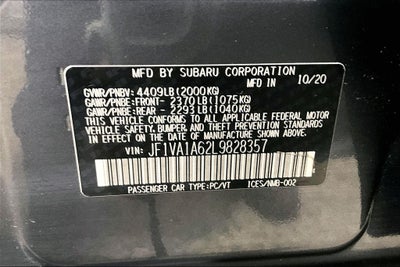 MFD BY SUBARU CORPORATION
MFD IN 10/20
GVWR/PNBV: 4409LB(2000KG)
GAWR/PNBE:FRONT- 2370LB(1075KG)
GAWR/PNBE:REAR - 2293LB(1040KG)
THIS VEHICLE CONFORMS TO ALL APPLICABLE FEDERAL MOTOR
VEHICLE SAFETY, BUMPER, AND THEFT PREVENTION STANDARDS
IN EFFECT ON THE DATE OF MANUFACTURE SHOWN ABOVE.
VIN: JF1VA1A62L9828357
PASSENGER CAR TYPE:PC/VT ICES/NMB-002